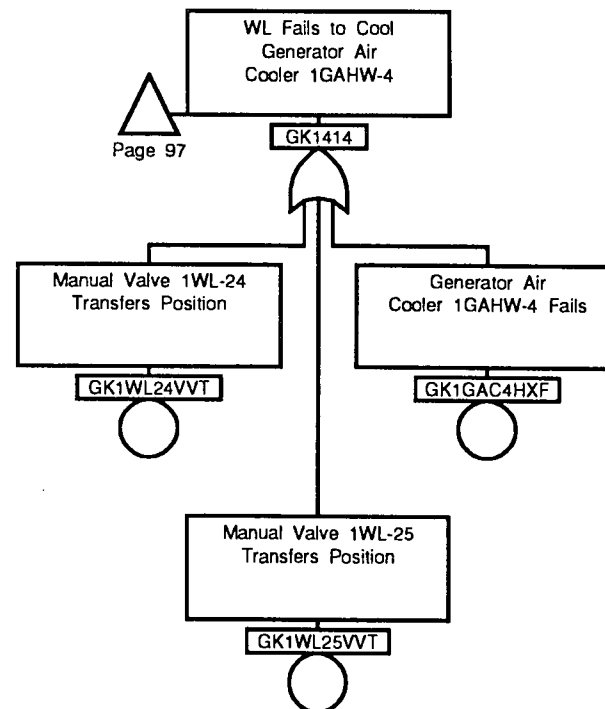 WL Fails to Cool
Generator Air
Cooler 1GAHW-4
Page 97
GK1414
Manual Valve 1WL-24
Transfers Position
GK1WL24VVT
Generator Air
Cooler 1GAHW-4 Fails
GK1GAC4HXF
Manual Valve 1WL-25
Transfers Position
GK1WL25VVT